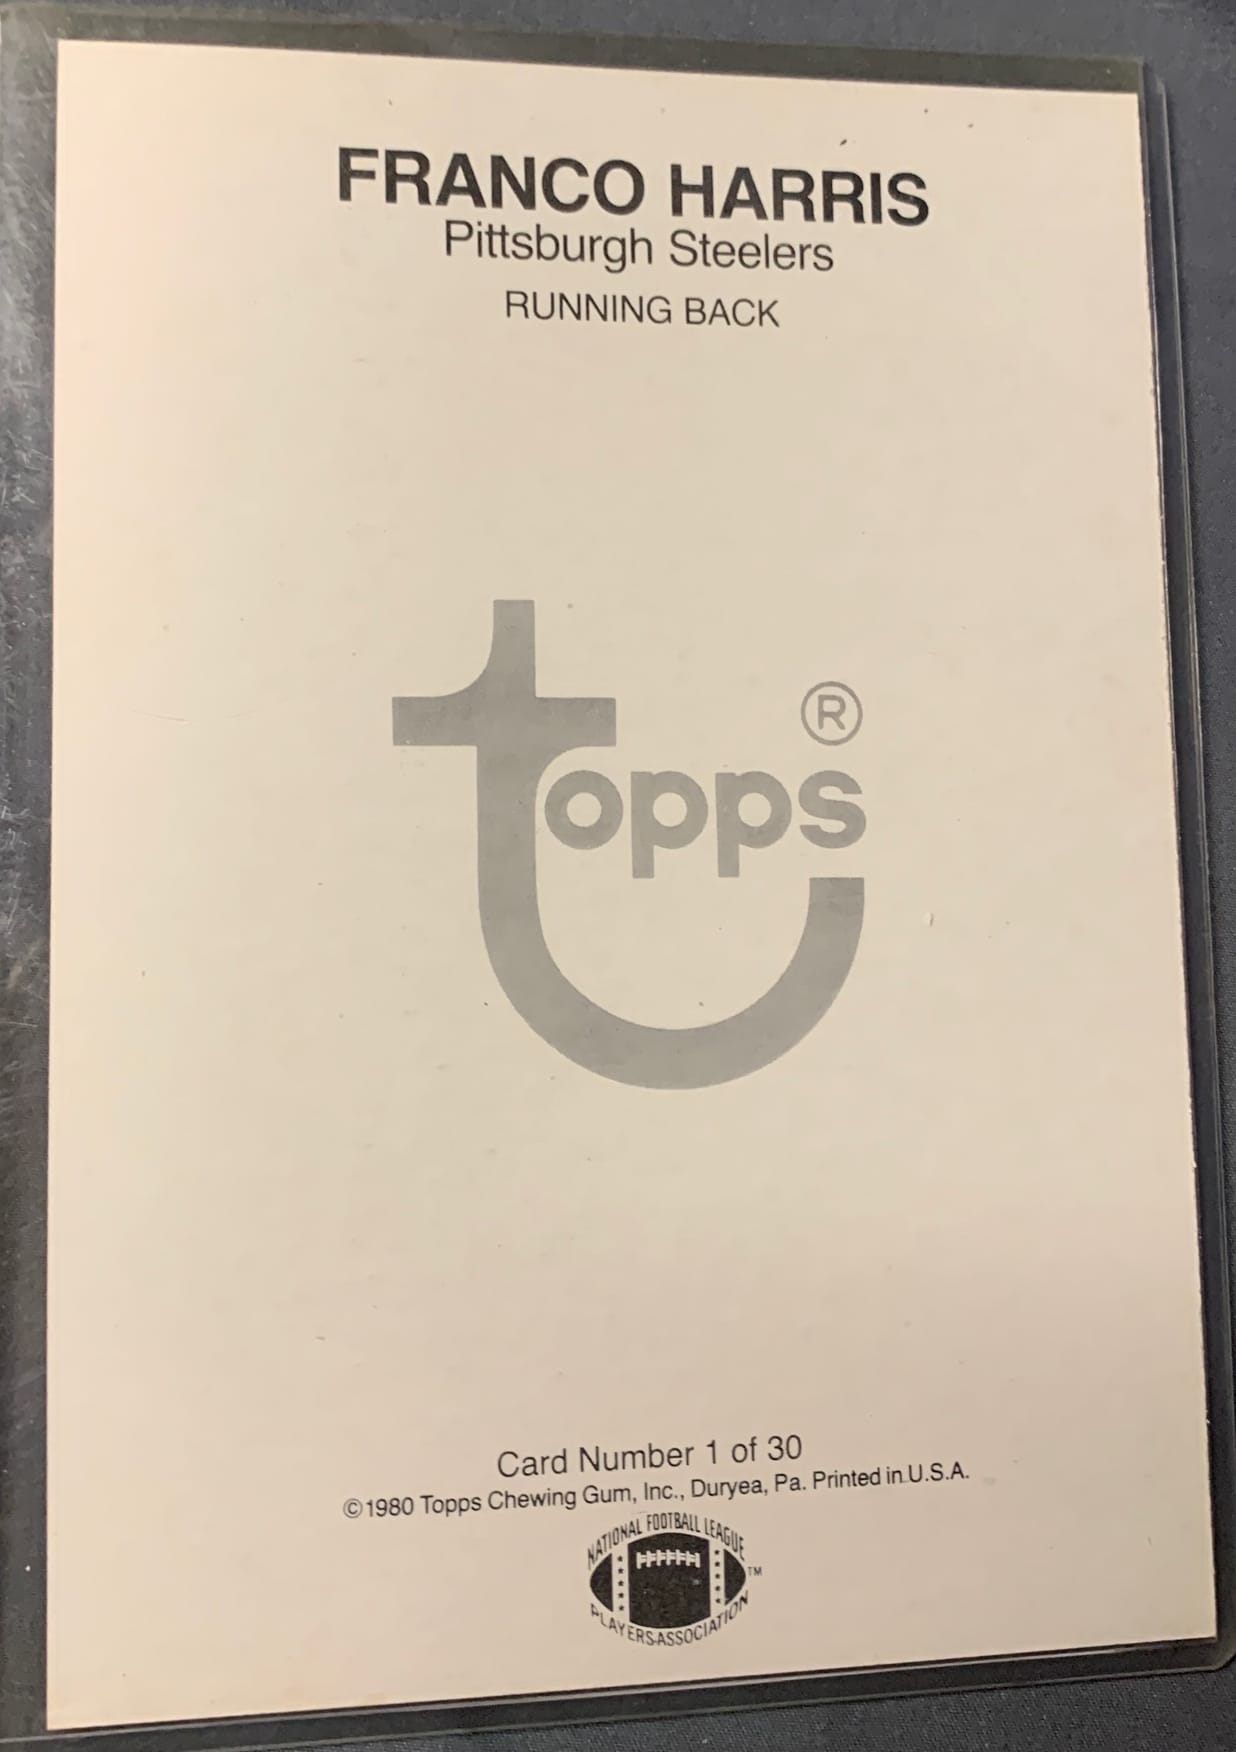 FRANCO HARRIS
Pittsburgh Steelers
RUNNING BACK
topps ®
Card Number 1 of 30
©1980 Topps Chewing Gum, Inc., Duryea, Pa. Printed in U.S.A.
NATIONAL FOOTBALL LEAGUE
PLAYERS ASSOCIATION
TM